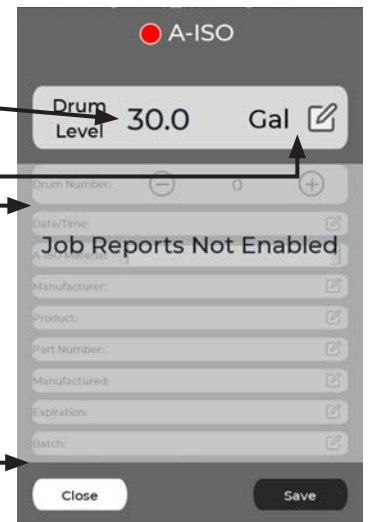 A-ISO
Drum Level 30.0 Gal
Drum Number: 0
Date/Time:
Job Reports Not Enabled
A-ISO Material:
Manufacturer:
Product:
Part Number:
Manufactured:
Expiration:
Batch:
Close Save